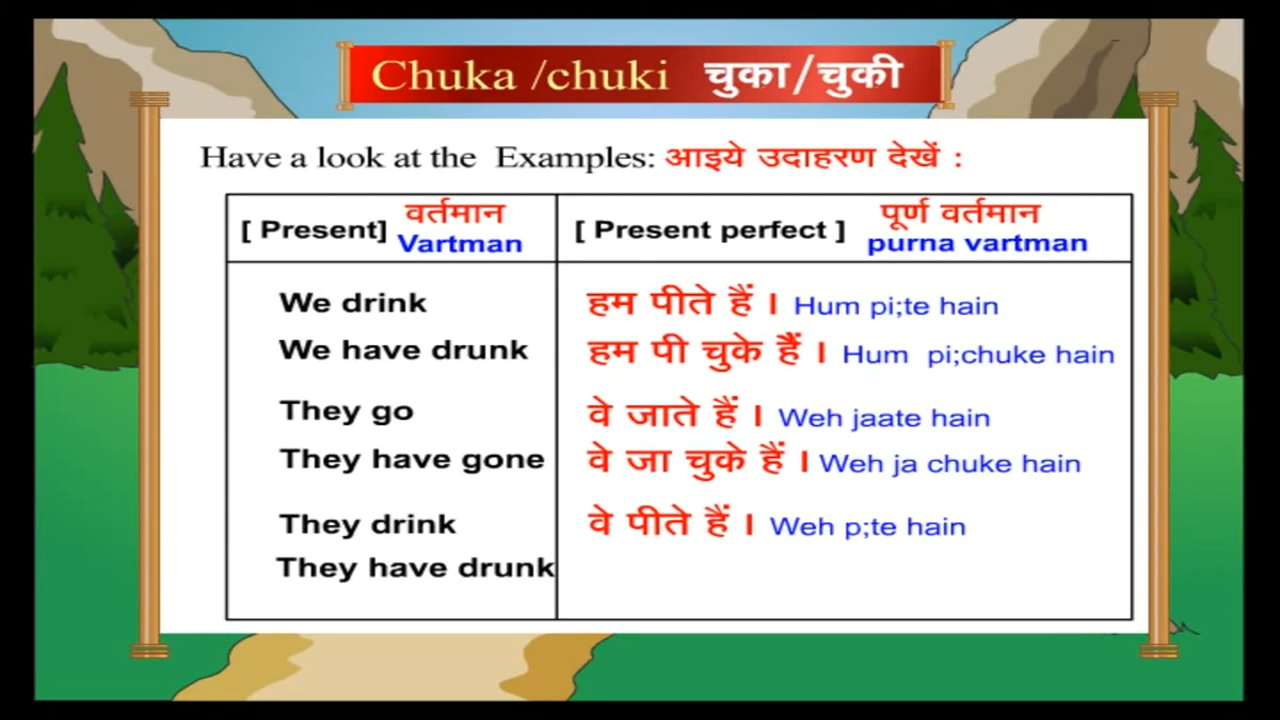 Chuka /chuki चुका/चुकी
Have a look at the Examples: आइये उदाहरण देखें :
[ Present] वर्तमान Vartman
[ Present perfect ] पूर्ण वर्तमान purna vartman
We drink हम पीते हैं । Hum pi;te hain
We have drunk हम पी चुके हैं । Hum pi;chuke hain
They go वे जाते हैं । Weh jaate hain
They have gone वे जा चुके हैं । Weh ja chuke hain
They drink वे पीते हैं । Weh p;te hain
They have drunk